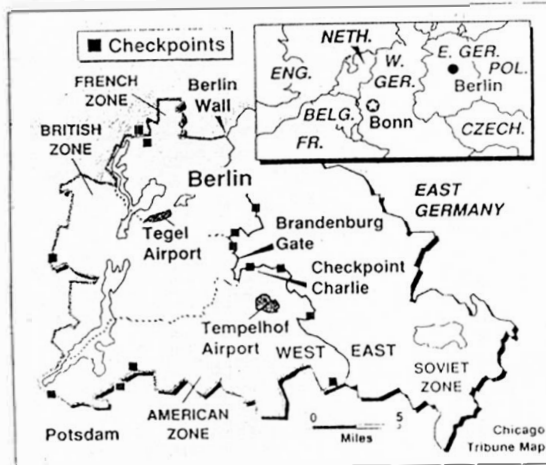 Checkpoints
FRENCH
ZONE
Berlin
Wall
BRITISH
ZONE
Berlin
Tegel
Airport
Brandenburg
Gate
Checkpoint
Charlie
Tempelhof
Airport
WEST
EAST
EAST
GERMANY
SOVIET
ZONE
AMERICAN
ZONE
Potsdam
0 5
Miles
Chicago
Tribune Map
NETH.
ENG.
W.
GER.
E. GER.
POL.
Berlin
BELG.
Bonn
FR.
CZECH.